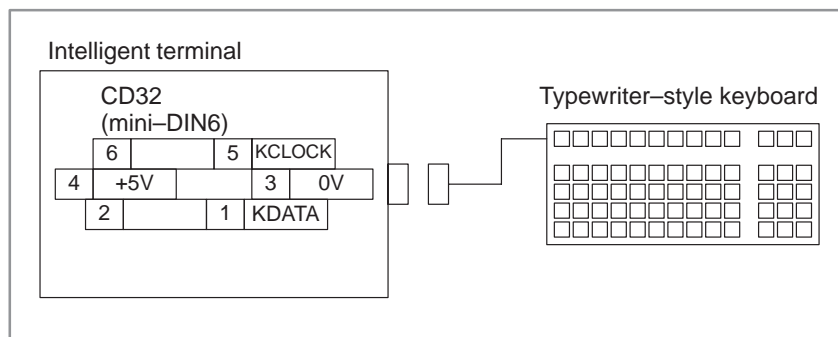 Intelligent terminal
CD32
(mini–DIN6)
Typewriter–style keyboard
6 5 KCLOCK
4 +5V 3 0V
2 1 KDATA